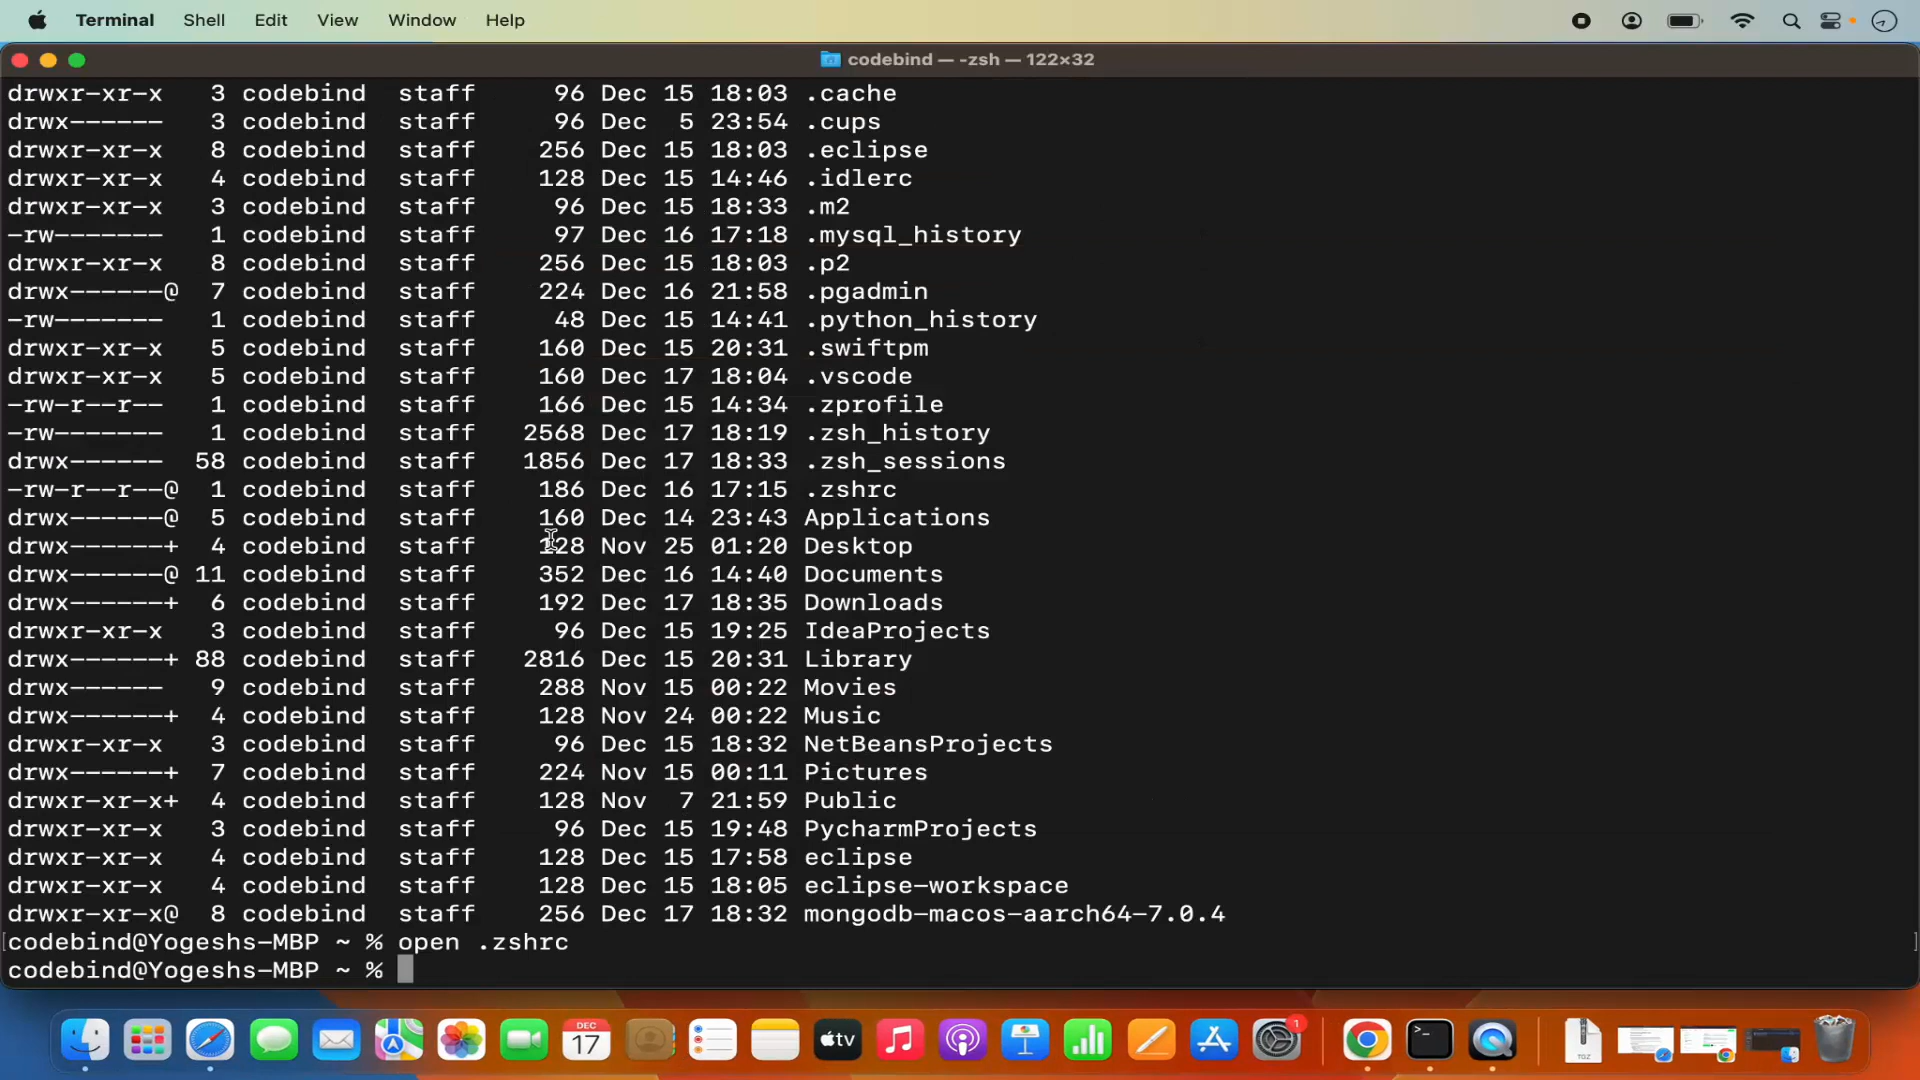 Terminal Shell Edit View Window Help
codebind — -zsh — 122×32
drwxr-xr-x 3 codebind staff 96 Dec 15 18:03 .cache
drwx------ 3 codebind staff 96 Dec 5 23:54 .cups
drwxr-xr-x 8 codebind staff 256 Dec 15 18:03 .eclipse
drwxr-xr-x 4 codebind staff 128 Dec 15 14:46 .idlerc
drwxr-xr-x 3 codebind staff 96 Dec 15 18:33 .m2
-rw------- 1 codebind staff 97 Dec 16 17:18 .mysql_history
drwxr-xr-x 8 codebind staff 256 Dec 15 18:03 .p2
drwx------@ 7 codebind staff 224 Dec 16 21:58 .pgadmin
-rw------- 1 codebind staff 48 Dec 15 14:41 .python_history
drwxr-xr-x 5 codebind staff 160 Dec 15 20:31 .swiftpm
drwxr-xr-x 5 codebind staff 160 Dec 17 18:04 .vscode
-rw-r--r-- 1 codebind staff 166 Dec 15 14:34 .zprofile
-rw------- 1 codebind staff 2568 Dec 17 18:19 .zsh_history
drwx------ 58 codebind staff 1856 Dec 17 18:33 .zsh_sessions
-rw-r--r--@ 1 codebind staff 186 Dec 16 17:15 .zshrc
drwx------@ 5 codebind staff 160 Dec 14 23:43 Applications
drwx------+ 4 codebind staff 128 Nov 25 01:20 Desktop
drwx------@ 11 codebind staff 352 Dec 16 14:40 Documents
drwx------+ 6 codebind staff 192 Dec 17 18:35 Downloads
drwxr-xr-x 3 codebind staff 96 Dec 15 19:25 IdeaProjects
drwx------+ 88 codebind staff 2816 Dec 15 20:31 Library
drwx------ 9 codebind staff 288 Nov 15 00:22 Movies
drwx------+ 4 codebind staff 128 Nov 24 00:22 Music
drwxr-xr-x 3 codebind staff 96 Dec 15 18:32 NetBeansProjects
drwx------+ 7 codebind staff 224 Nov 15 00:11 Pictures
drwxr-xr-x+ 4 codebind staff 128 Nov 7 21:59 Public
drwxr-xr-x 3 codebind staff 96 Dec 15 19:48 PycharmProjects
drwxr-xr-x 4 codebind staff 128 Dec 15 17:58 eclipse
drwxr-xr-x 4 codebind staff 128 Dec 15 18:05 eclipse-workspace
drwxr-xr-x@ 8 codebind staff 256 Dec 17 18:32 mongodb-macos-aarch64-7.0.4
[codebind@Yogeshs-MBP ~ % open .zshrc ]
codebind@Yogeshs-MBP ~ %
DEC
17
tv
1
>_
TGZ